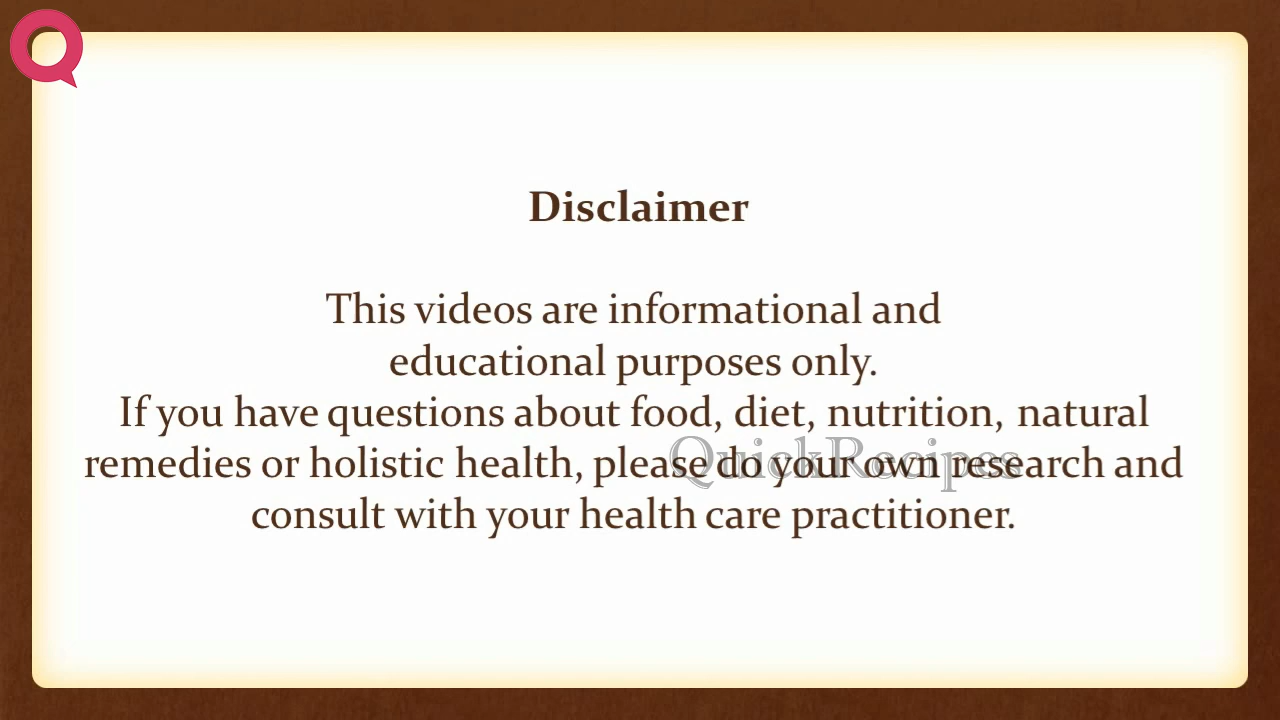 Disclaimer
This videos are informational and
educational purposes only.
If you have questions about food, diet, nutrition, natural
remedies or holistic health, please do your own research and
QuickRecipes
consult with your health care practitioner.